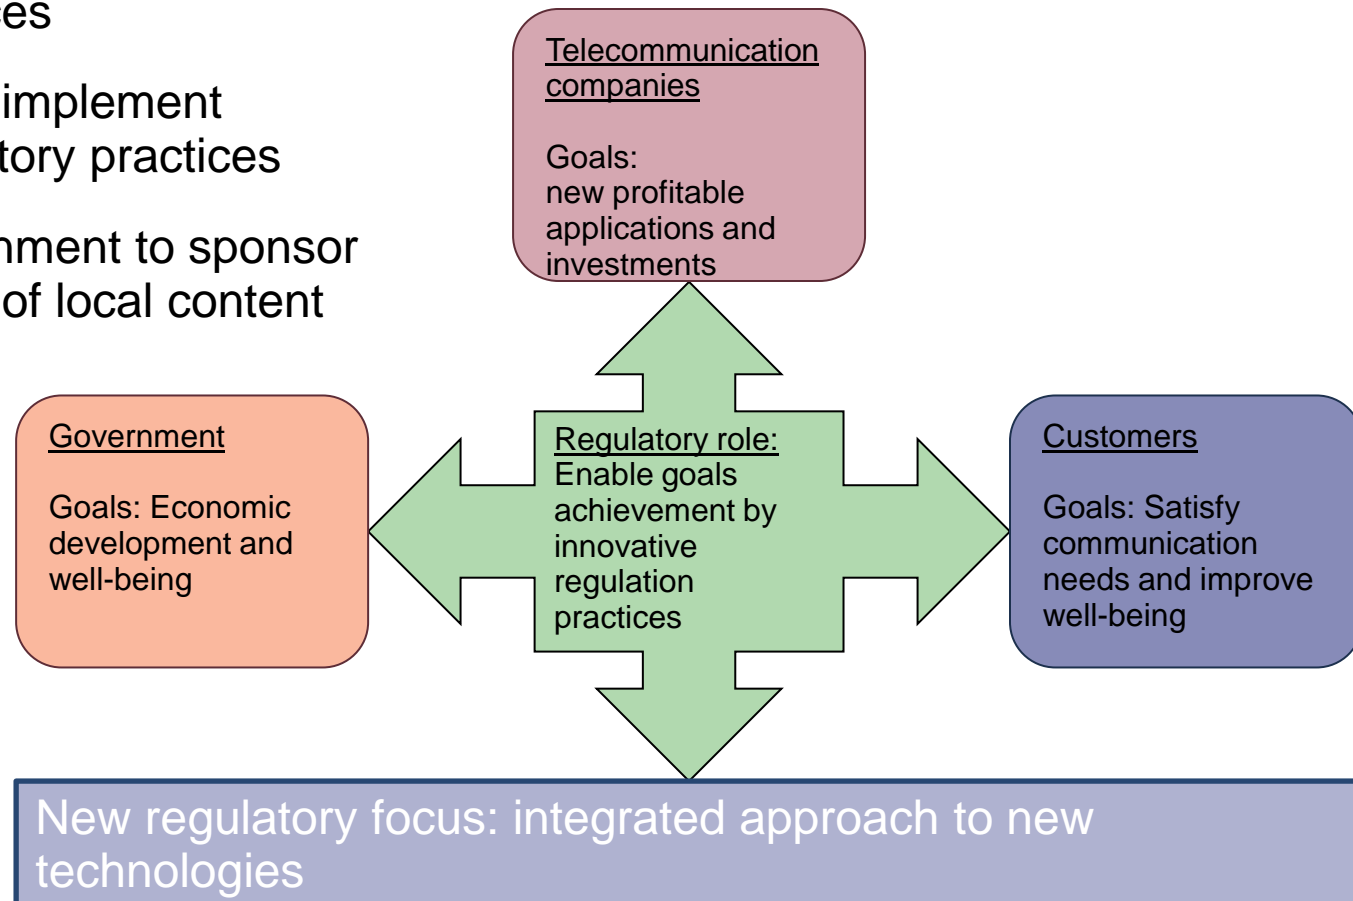 ces
implement
tory practices
nment to sponsor
of local content
Telecommunication
companies
Goals:
new profitable
applications and
investments
Government
Goals: Economic
development and
well-being
Regulatory role:
Enable goals
achievement by
innovative
regulation
practices
Customers
Goals: Satisfy
communication
needs and improve
well-being
New regulatory focus: integrated approach to new
technologies